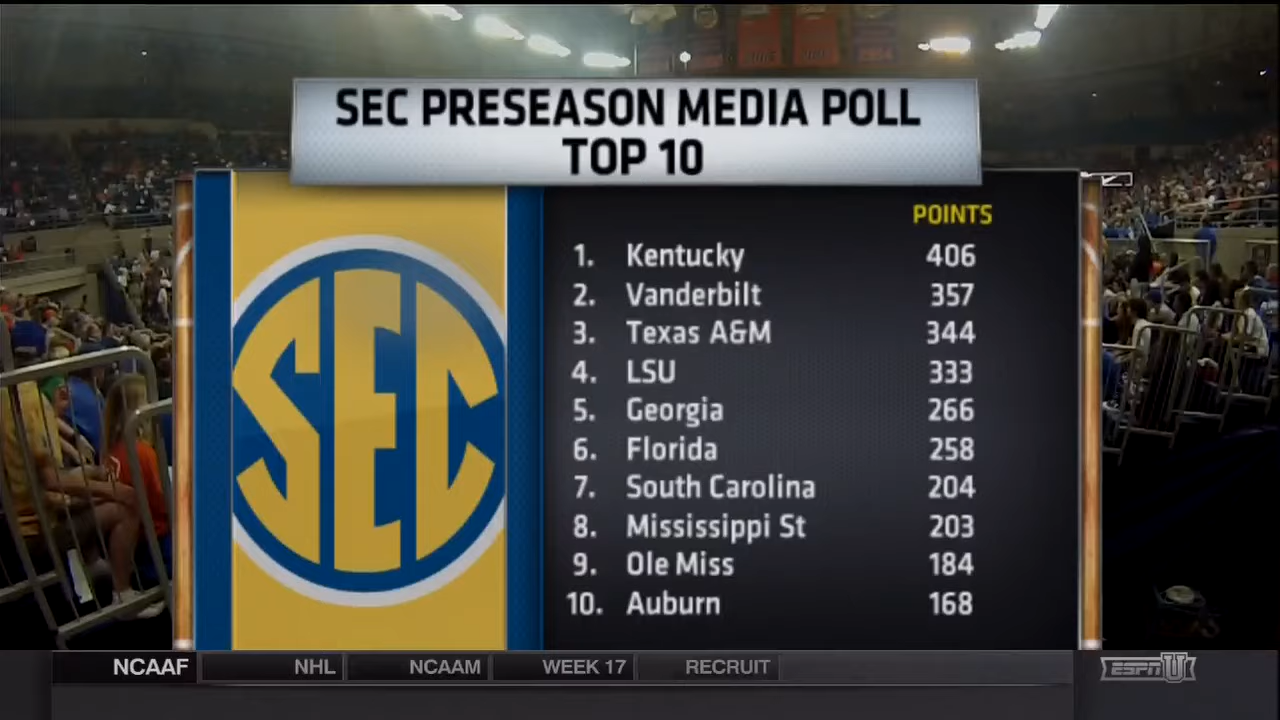 SEC PRESEASON MEDIA POLL
TOP 10
POINTS
1. Kentucky 406
2. Vanderbilt 357
3. Texas A&M 344
4. LSU 333
5. Georgia 266
6. Florida 258
7. South Carolina 204
8. Mississippi St 203
9. Ole Miss 184
10. Auburn 168
SEC
NCAAF NHL NCAAM WEEK 17 RECRUIT ESPNU